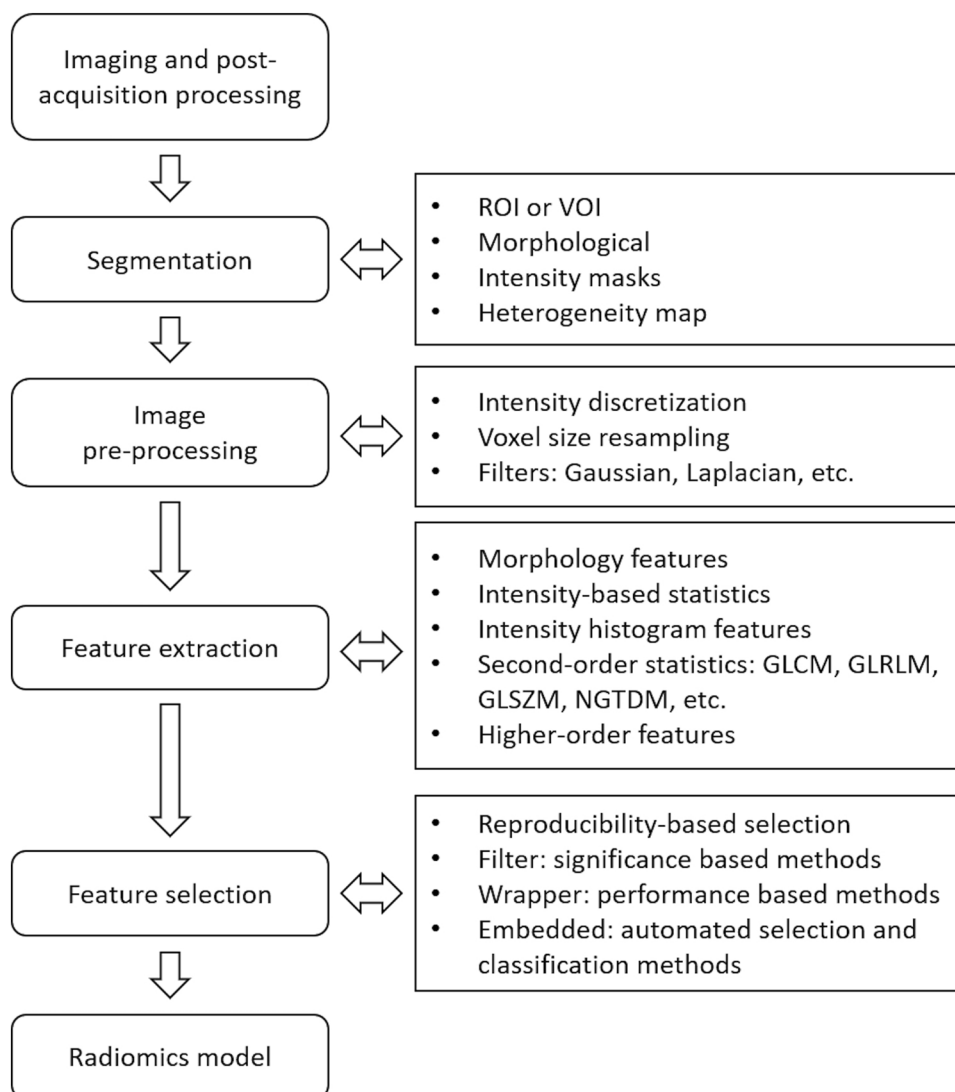 Imaging and post-
acquisition processing
Segmentation
• ROI or VOI
• Morphological
• Intensity masks
• Heterogeneity map
Image
pre-processing
• Intensity discretization
• Voxel size resampling
• Filters: Gaussian, Laplacian, etc.
Feature extraction
• Morphology features
• Intensity-based statistics
• Intensity histogram features
• Second-order statistics: GLCM, GLRLM,
GLSZM, NGTDM, etc.
• Higher-order features
Feature selection
• Reproducibility-based selection
• Filter: significance based methods
• Wrapper: performance based methods
• Embedded: automated selection and
classification methods
Radiomics model